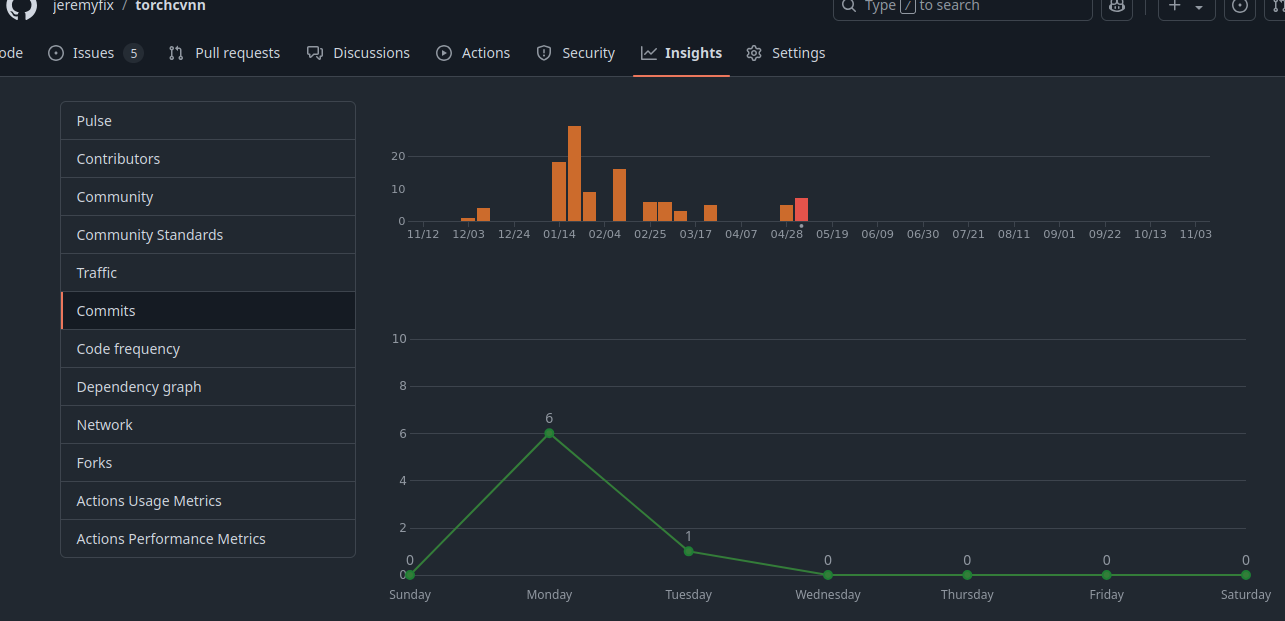 jeremyfix / torchcvnn
Type / to search
ode Issues 5 Pull requests Discussions Actions Security Insights Settings
Pulse
Contributors
Community
Community Standards
Traffic
Commits
Code frequency
Dependency graph
Network
Forks
Actions Usage Metrics
Actions Performance Metrics
20
10
0
11/12 12/03 12/24 01/14 02/04 02/25 03/17 04/07 04/28 05/19 06/09 06/30 07/21 08/11 09/01 09/22 10/13 11/03
10
8
6
6
4
2
1
0 0 0 0 0
0
Sunday Monday Tuesday Wednesday Thursday Friday Saturday